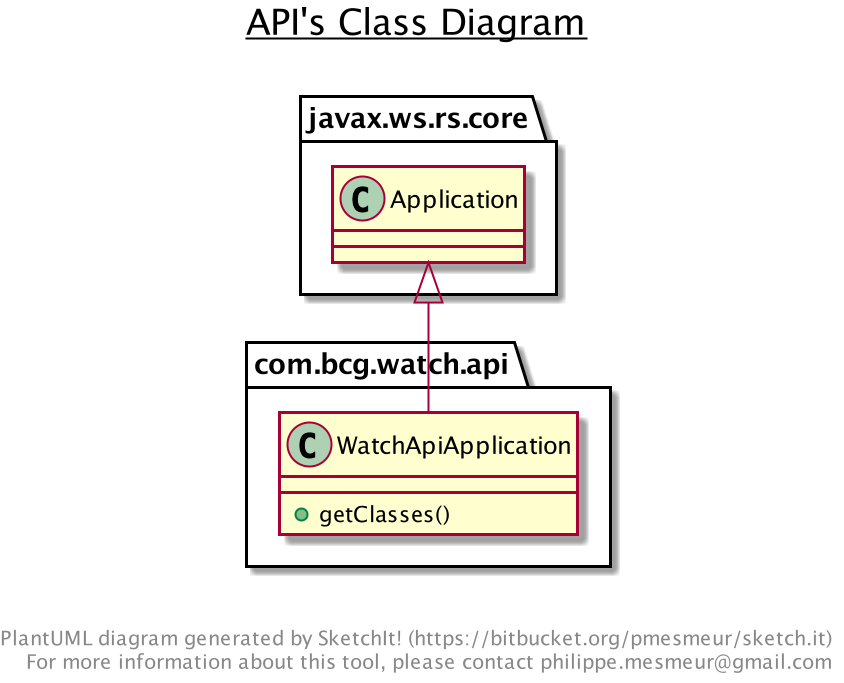 API's Class Diagram
javax.ws.rs.core
C Application
com.bcg.watch.api
C WatchApiApplication
getClasses()
PlantUML diagram generated by SketchIt! (https://bitbucket.org/pmesmeur/sketch.it)
For more information about this tool, please contact philippe.mesmeur@gmail.com